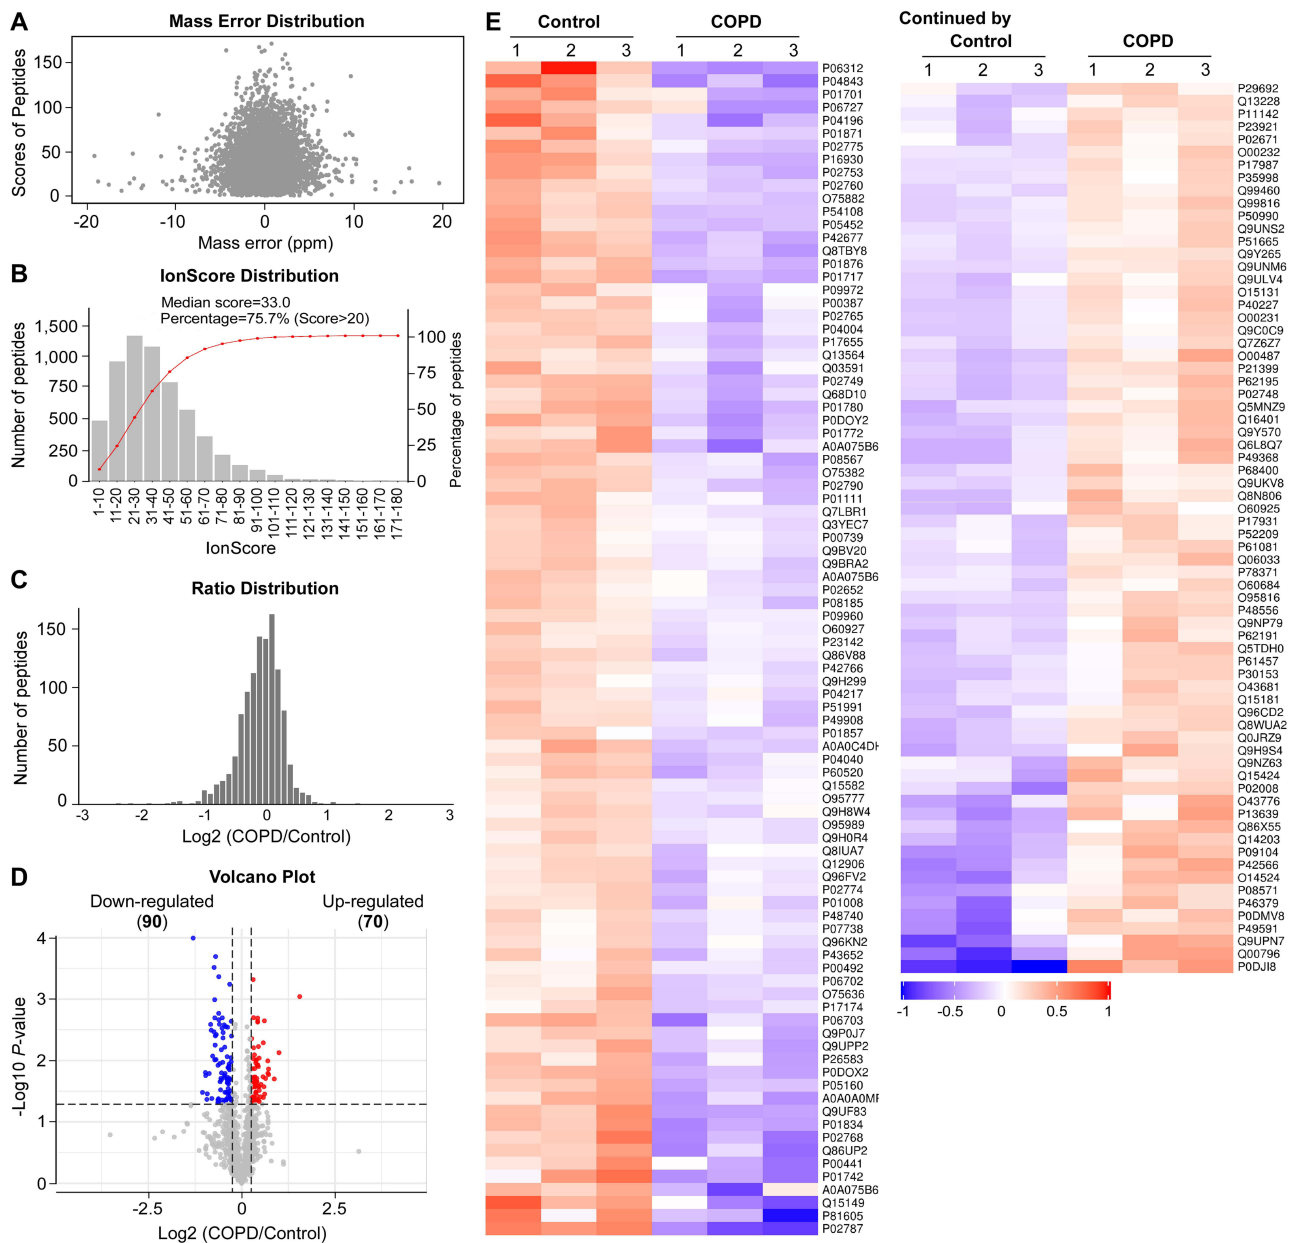 A
Mass Error Distribution
Scores of Peptides
150
100
50
0
-20
-10
0
10
20
Mass error (ppm)
B
IonScore Distribution
Median score=33.0
Percentage=75.7% (Score>20)
Number of peptides
1,500
1,000
750
500
250
0
100
75
50
25
0
Percentage of peptides
1-10
11-20
21-30
31-40
41-50
51-60
61-70
71-80
81-90
91-100
101-110
111-120
121-130
131-140
141-150
151-160
161-170
171-180
IonScore
C
Ratio Distribution
Number of peptides
150
100
50
0
-3
-2
-1
0
1
2
3
Log2 (COPD/Control)
D
Volcano Plot
Down-regulated
(90)
Up-regulated
(70)
-Log10 P-value
4
3
2
1
0
-2.5
0
2.5
Log2 (COPD/Control)
E
Control COPD
1 2 3 1 2 3
P06312
P04843
P01701
P06727
P04196
P01871
P02775
P16930
P02753
P02760
O75882
P54108
P05452
P42677
Q8TBY8
P01876
P01717
P09972
P00387
P02765
P04004
P17655
Q13564
Q03591
P02749
Q68D10
P01780
P0DOY2
P01772
A0A075B6
P08567
O75382
P02790
P01111
Q7LBR1
Q3YEC7
P00739
Q9BV20
Q9BRA2
A0A075B6
P02652
P08185
P09960
O60927
P23142
Q86V88
P42766
Q9H299
P04217
P51991
P49908
P01857
A0A0C4DH
P04040
P60520
Q15582
O95777
Q9H8W4
O95989
Q9H0R4
Q8IUA7
Q12906
Q96FV2
P02774
P01008
P48740
P07738
Q96KN2
P43652
P00492
P06702
O75636
P17174
P06703
Q9P0J7
Q9UPP2
P26583
P0DOX2
P05160
A0A0A0MF
Q9UF83
P01834
P02768
Q86UP2
P00441
P01742
A0A075B6
Q15149
P81605
P02787
Continued by
Control COPD
1 2 3 1 2 3
P29692
Q13228
P11142
P23921
P02671
O00232
P17987
P35998
Q99460
Q99816
P50990
Q9UNS2
P51665
Q9Y265
Q9UNM6
Q9ULV4
O15131
P40227
O00231
Q9C0C9
Q7Z6Z7
O00487
P21399
P62195
P02748
Q5MNZ9
Q16401
Q9Y570
Q6L8Q7
P49368
P68400
Q9UKV8
Q8N806
O60925
P17931
P52209
P61081
Q06033
P78371
O60684
O95816
P48556
Q9NP79
P62191
Q5TDH0
P61457
P30153
O43681
Q15181
Q96CD2
Q8WUA2
Q0JRZ9
Q9H9S4
Q9NZ63
Q15424
P02008
O43776
P13639
Q86X55
Q14203
P09104
P42566
O14524
P08571
P46379
P0DMV8
P49591
Q9UPN7
Q00796
P0DJI8
-1
-0.5
0
0.5
1